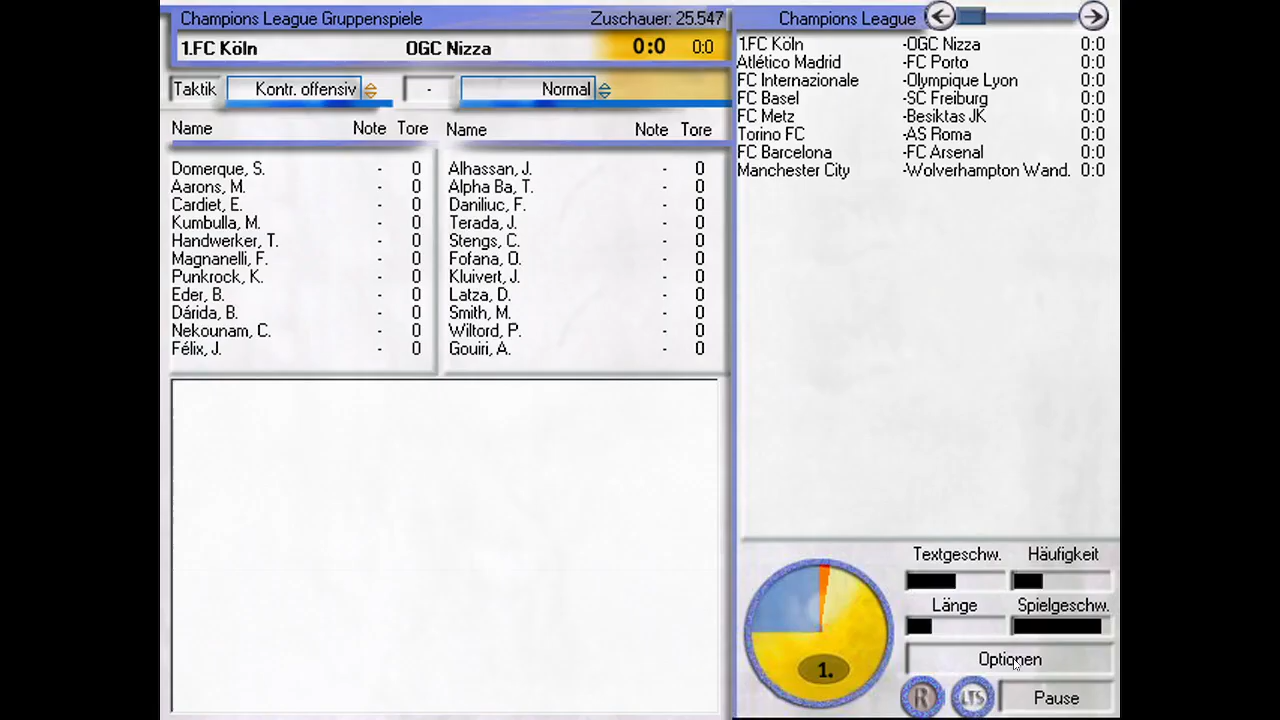 Champions League Gruppenspiele Zuschauer: 25.547
1.FC Köln OGC Nizza 0:0 0:0
Taktik Kontr. offensiv - Normal
Name Note Tore Name Note Tore
Domerque, S. - 0 Alhassan, J. - 0
Aarons, M. - 0 Alpha Ba, T. - 0
Cardiet, E. - 0 Daniliuc, F. - 0
Kumbulla, M. - 0 Terada, J. - 0
Handwerker, T. - 0 Stengs, C. - 0
Magnanelli, F. - 0 Fofana, O. - 0
Punkrock, K. - 0 Kluivert, J. - 0
Eder, B. - 0 Latza, D. - 0
Dárida, B. - 0 Smith, M. - 0
Nekounam, C. - 0 Wiltord, P. - 0
Félix, J. - 0 Gouiri, A. - 0
Champions League
1.FC Köln -OGC Nizza 0:0
Atlético Madrid -FC Porto 0:0
FC Internazionale -Olympique Lyon 0:0
FC Basel -SC Freiburg 0:0
FC Metz -Besiktas JK 0:0
Torino FC -AS Roma 0:0
FC Barcelona -FC Arsenal 0:0
Manchester City -Wolverhampton Wand. 0:0
Textgeschw. Häufigkeit
Länge Spielgeschw.
1.
Optionen
R LTS Pause